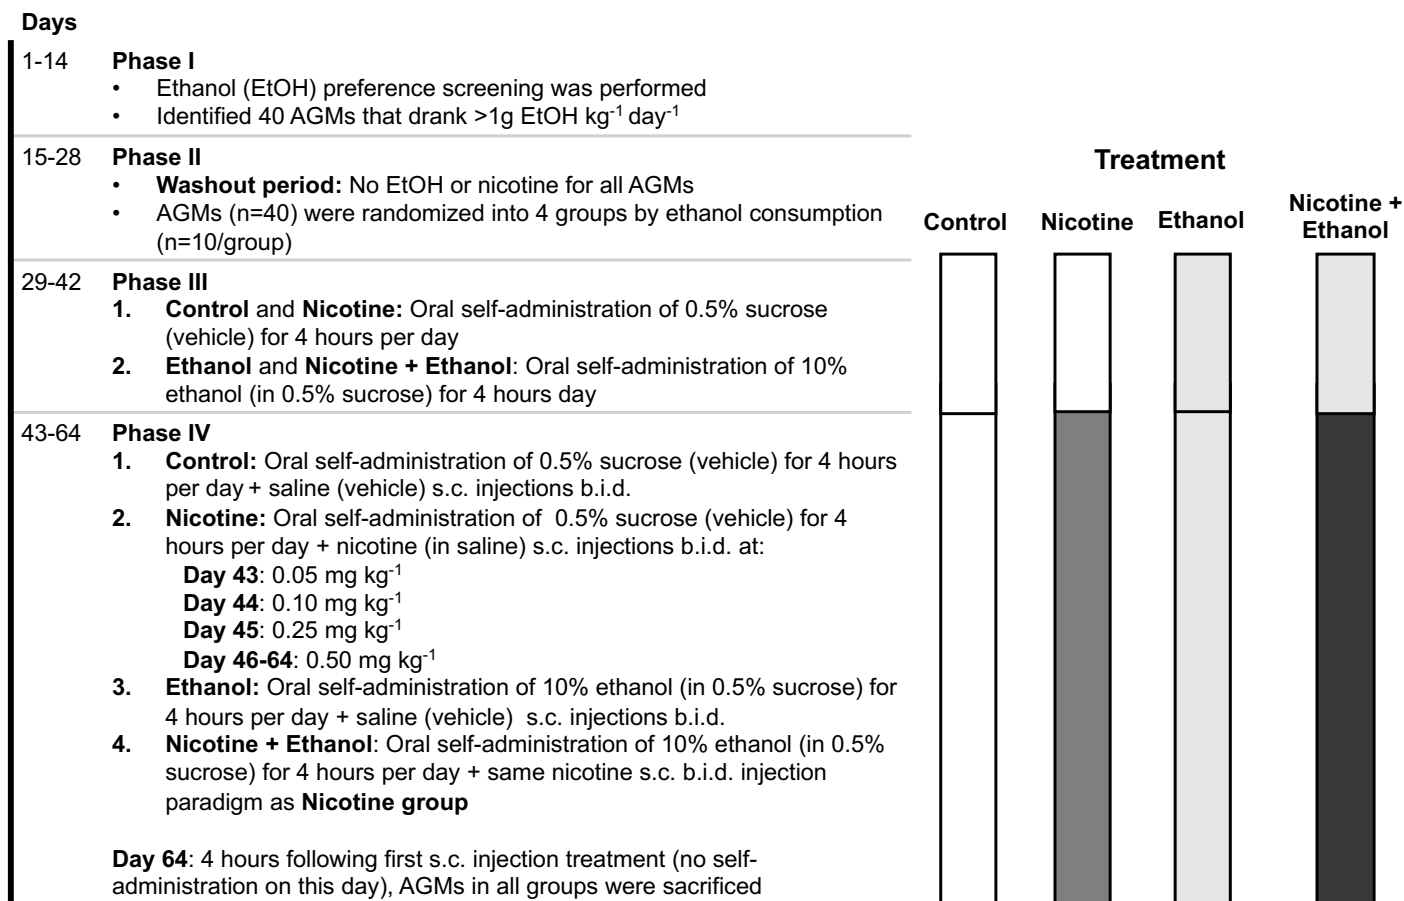 Days
1-14 Phase I
• Ethanol (EtOH) preference screening was performed
• Identified 40 AGMs that drank >1g EtOH kg-1 day-1
15-28 Phase II
• Washout period: No EtOH or nicotine for all AGMs
• AGMs (n=40) were randomized into 4 groups by ethanol consumption
(n=10/group)
29-42 Phase III
1. Control and Nicotine: Oral self-administration of 0.5% sucrose
(vehicle) for 4 hours per day
2. Ethanol and Nicotine + Ethanol: Oral self-administration of 10%
ethanol (in 0.5% sucrose) for 4 hours day
43-64 Phase IV
1. Control: Oral self-administration of 0.5% sucrose (vehicle) for 4 hours
per day + saline (vehicle) s.c. injections b.i.d.
2. Nicotine: Oral self-administration of 0.5% sucrose (vehicle) for 4
hours per day + nicotine (in saline) s.c. injections b.i.d. at:
Day 43: 0.05 mg kg-1
Day 44: 0.10 mg kg-1
Day 45: 0.25 mg kg-1
Day 46-64: 0.50 mg kg-1
3. Ethanol: Oral self-administration of 10% ethanol (in 0.5% sucrose) for
4 hours per day + saline (vehicle) s.c. injections b.i.d.
4. Nicotine + Ethanol: Oral self-administration of 10% ethanol (in 0.5%
sucrose) for 4 hours per day + same nicotine s.c. b.i.d. injection
paradigm as Nicotine group
Day 64: 4 hours following first s.c. injection treatment (no self-
administration on this day), AGMs in all groups were sacrificed
Treatment
Control
Nicotine
Ethanol
Nicotine +
Ethanol